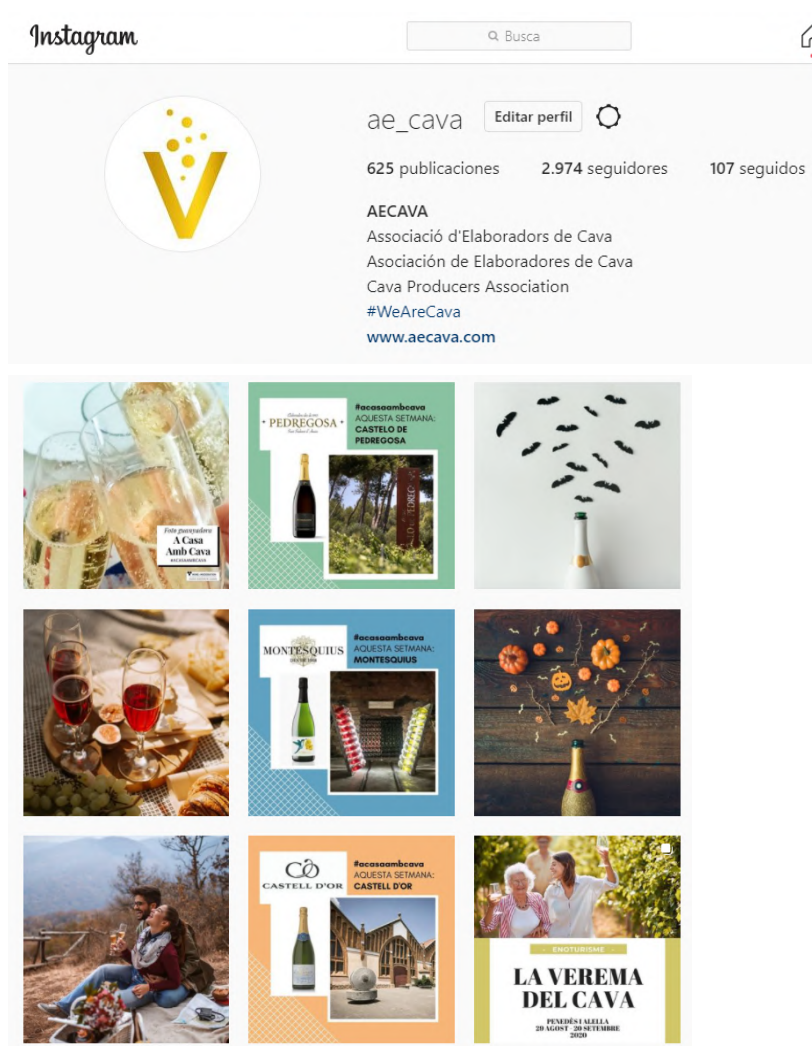 Instagram
Busca
ae_cava Editar perfil
625 publicaciones 2.974 seguidores 107 seguidos
AECAVA
Associació d'Elaboradors de Cava
Asociación de Elaboradores de Cava
Cava Producers Association
#WeAreCava
www.aecava.com
A Casa
Amb Cava
#ACASAAMBCAVA
• PEDREGOSA •
#acasaambcava
AQUESTA SETMANA:
CASTELO DE
PEDREGOSA
MONTESQUIUS
#acasaambcava
AQUESTA SETMANA:
MONTESQUIUS
CASTELL D'OR
#acasaambcava
AQUESTA SETMANA:
CASTELL D'OR
- ENOTURISME -
LA VEREMA
DEL CAVA
PENEDÈS I ALELLA
20 AGOST - 20 SETEMBRE
2020